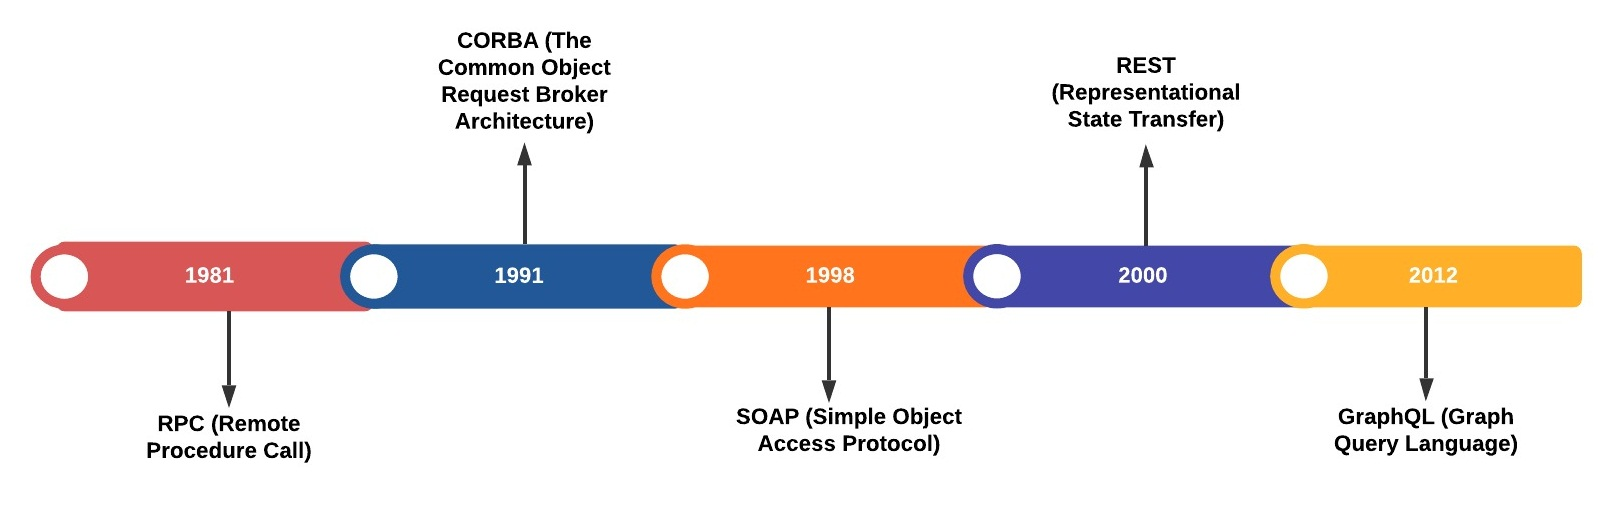 CORBA (The
Common Object
Request Broker
Architecture)
REST
(Representational
State Transfer)
1981
1991
1998
2000
2012
RPC (Remote
Procedure Call)
SOAP (Simple Object
Access Protocol)
GraphQL (Graph
Query Language)